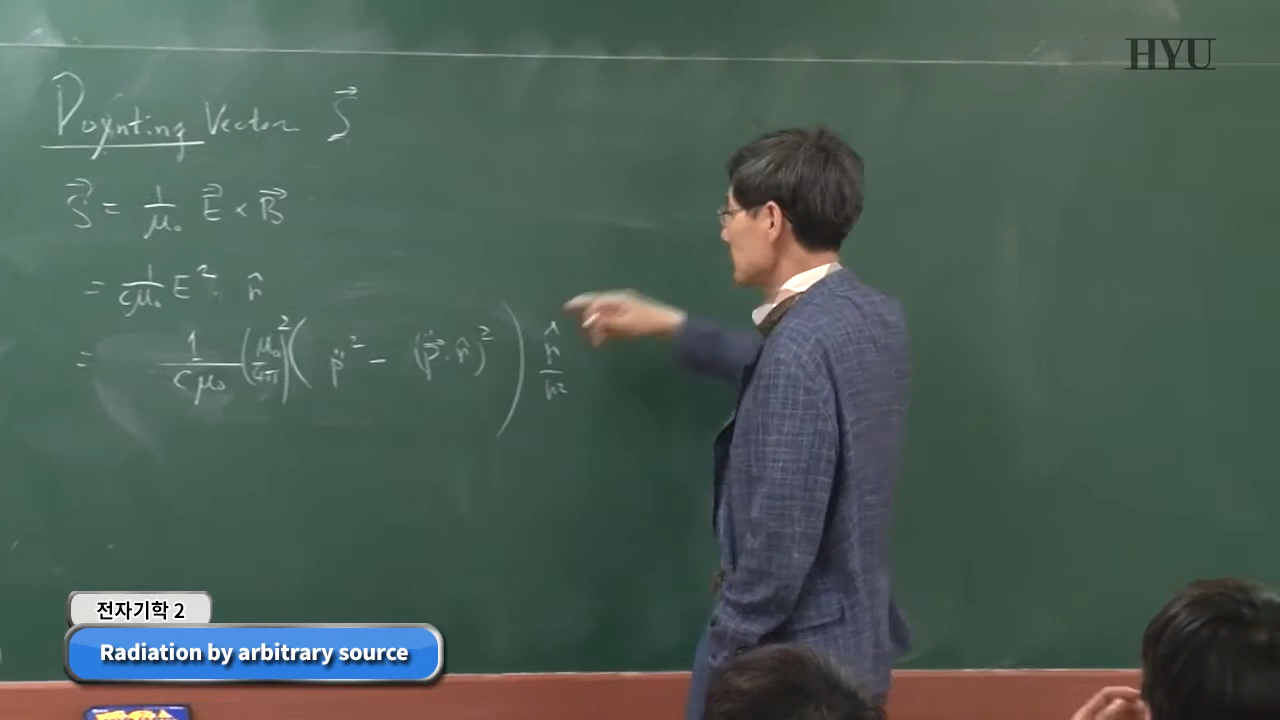 HYU
Poynting Vector S⃗
S⃗ = 1/μ₀ E⃗ × B⃗
= 1/cμ₀ E² r̂
= 1/cμ₀ (μ₀/4π)² ( p̈² − (p̈⃗ · r̂)² ) r̂/r²
전자기학 2
Radiation by arbitrary source